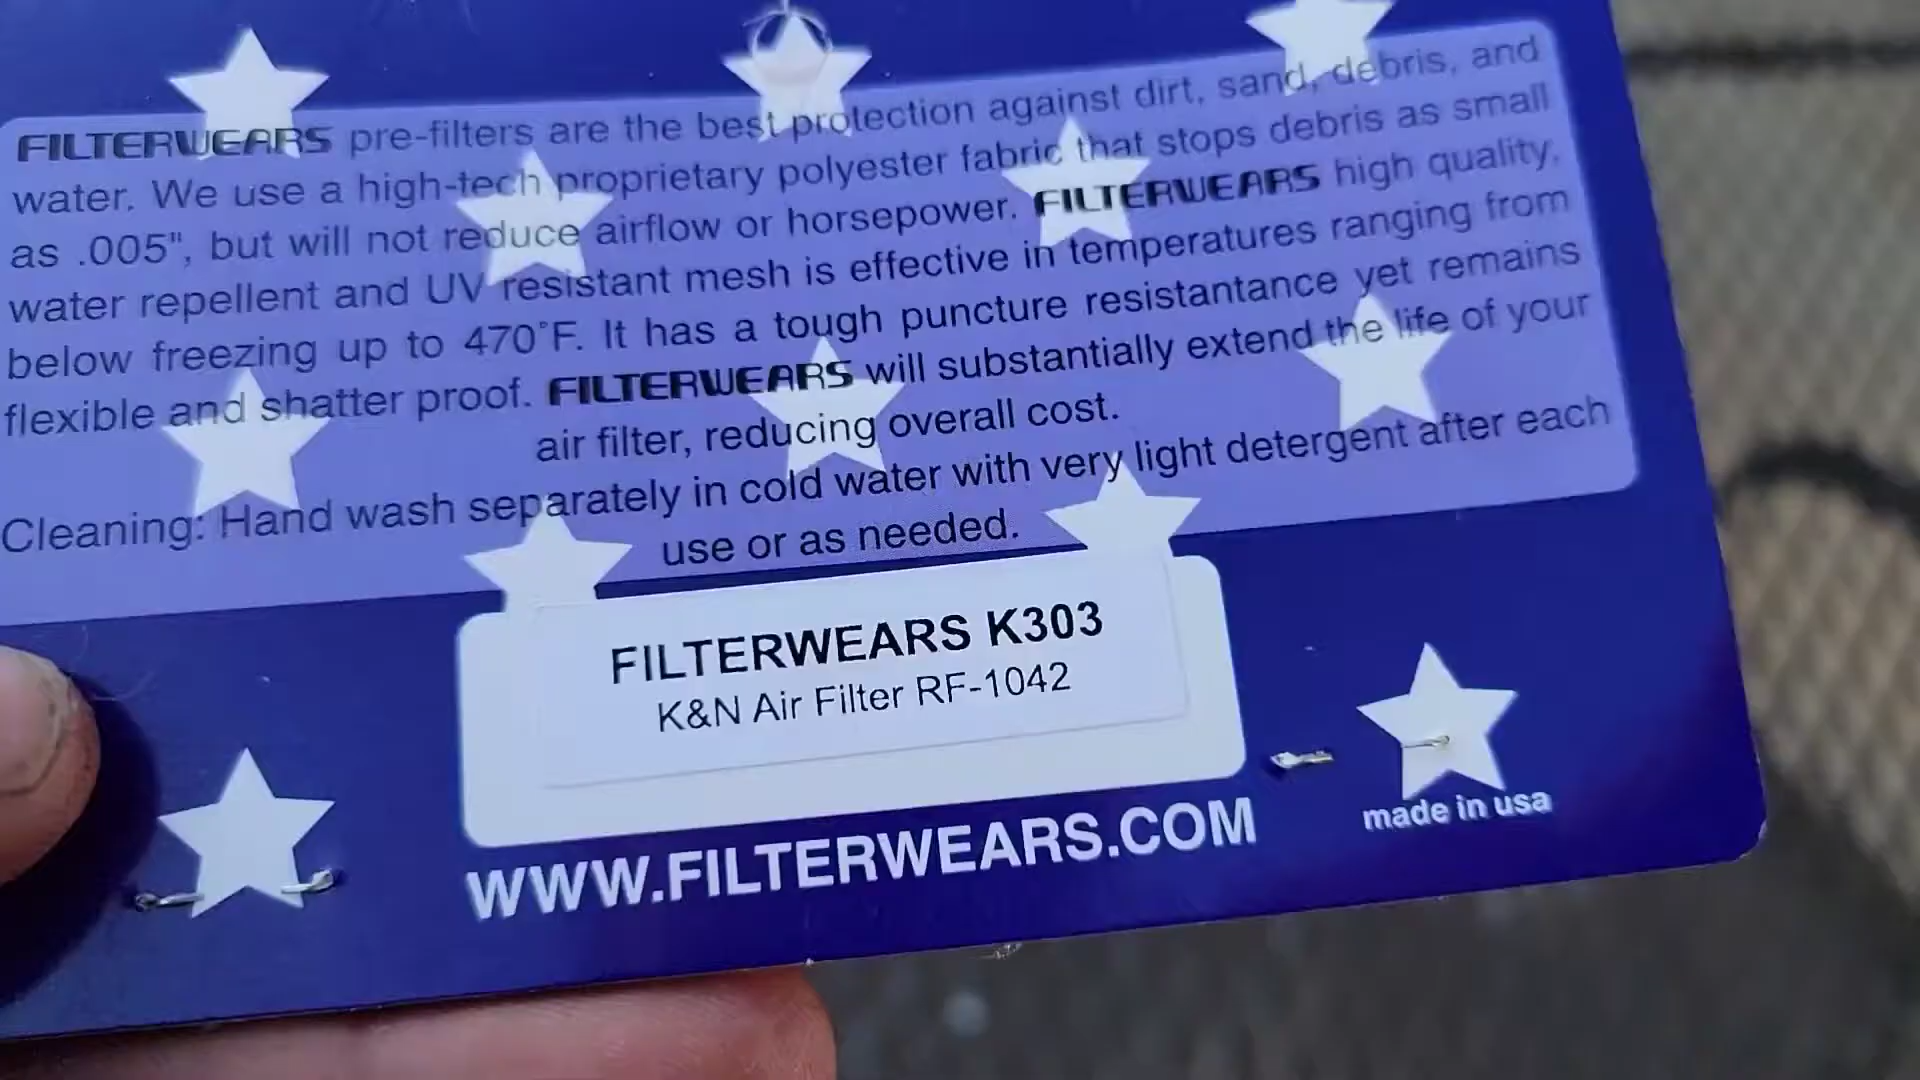 FILTERWEARS pre-filters are the best protection against dirt, sand, debris, and
water. We use a high-tech proprietary polyester fabric that stops debris as small
as .005", but will not reduce airflow or horsepower. FILTERWEARS high quality,
water repellent and UV resistant mesh is effective in temperatures ranging from
below freezing up to 470°F. It has a tough puncture resistantance yet remains
flexible and shatter proof. FILTERWEARS will substantially extend the life of your
air filter, reducing overall cost.
Cleaning: Hand wash separately in cold water with very light detergent after each
use or as needed.
FILTERWEARS K303
K&N Air Filter RF-1042
WWW.FILTERWEARS.COM
made in usa